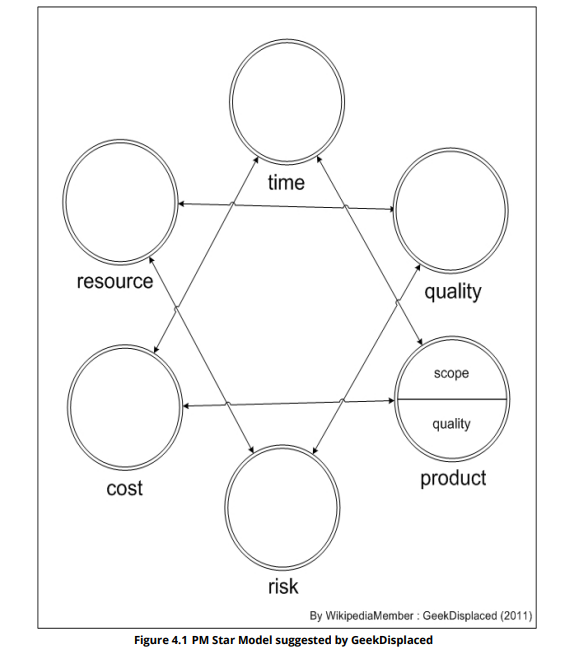 time
resource
quality
scope
quality
product
cost
risk
By WikipediaMember : GeekDisplaced (2011)
Figure 4.1 PM Star Model suggested by GeekDisplaced